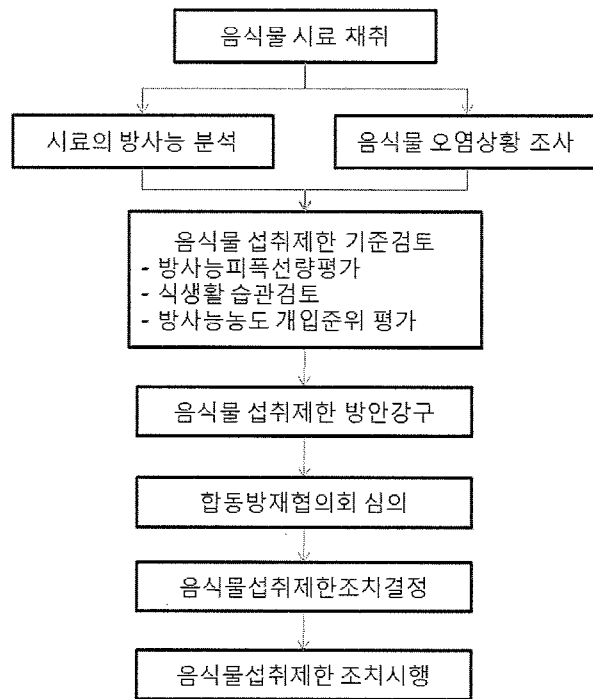 음식물 시료 채취
시료의 방사능 분석
음식물 오염상황 조사
음식물 섭취제한 기준검토
- 방사능피폭선량평가
- 식생활 습관검토
- 방사능농도 개입준위 평가
음식물 섭취제한 방안강구
합동방재협의회 심의
음식물섭취제한조치결정
음식물섭취제한 조치시행